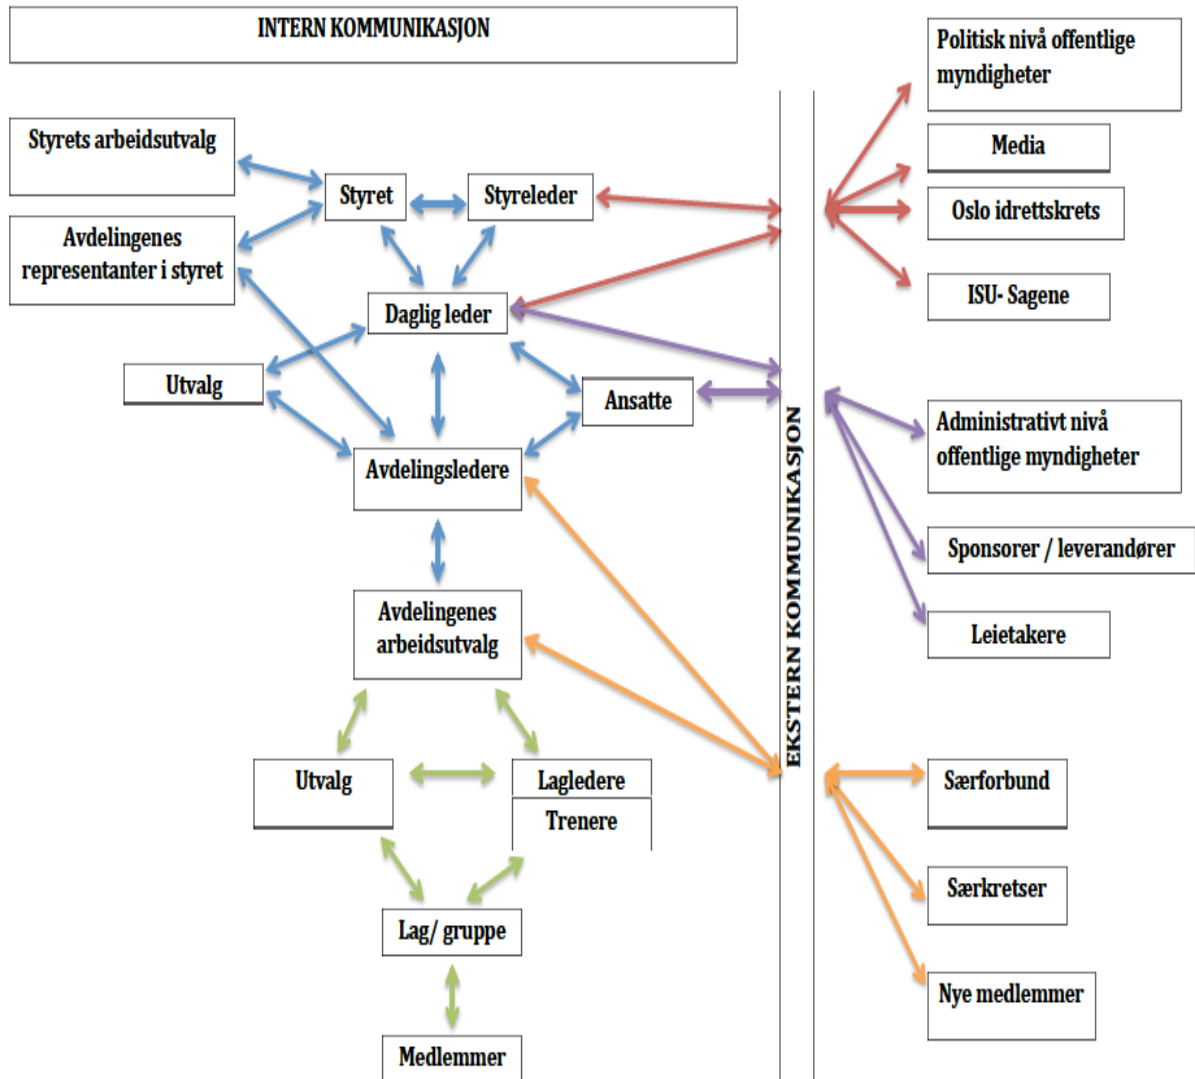 INTERN KOMMUNIKASJON
Styrets arbeidsutvalg
Styret
Styreleder
Avdelingenes
representanter i styret
Daglig leder
Utvalg
Ansatte
Avdelingsledere
Avdelingenes
arbeidsutvalg
Utvalg
Lagledere
Trenere
Lag/ gruppe
Medlemmer
EKSTERN KOMMUNIKASJON
Politisk nivå offentlige
myndigheter
Media
Oslo idrettskrets
ISU- Sagene
Administrativt nivå
offentlige myndigheter
Sponsorer / leverandører
Leietakere
Særforbund
Særkretser
Nye medlemmer